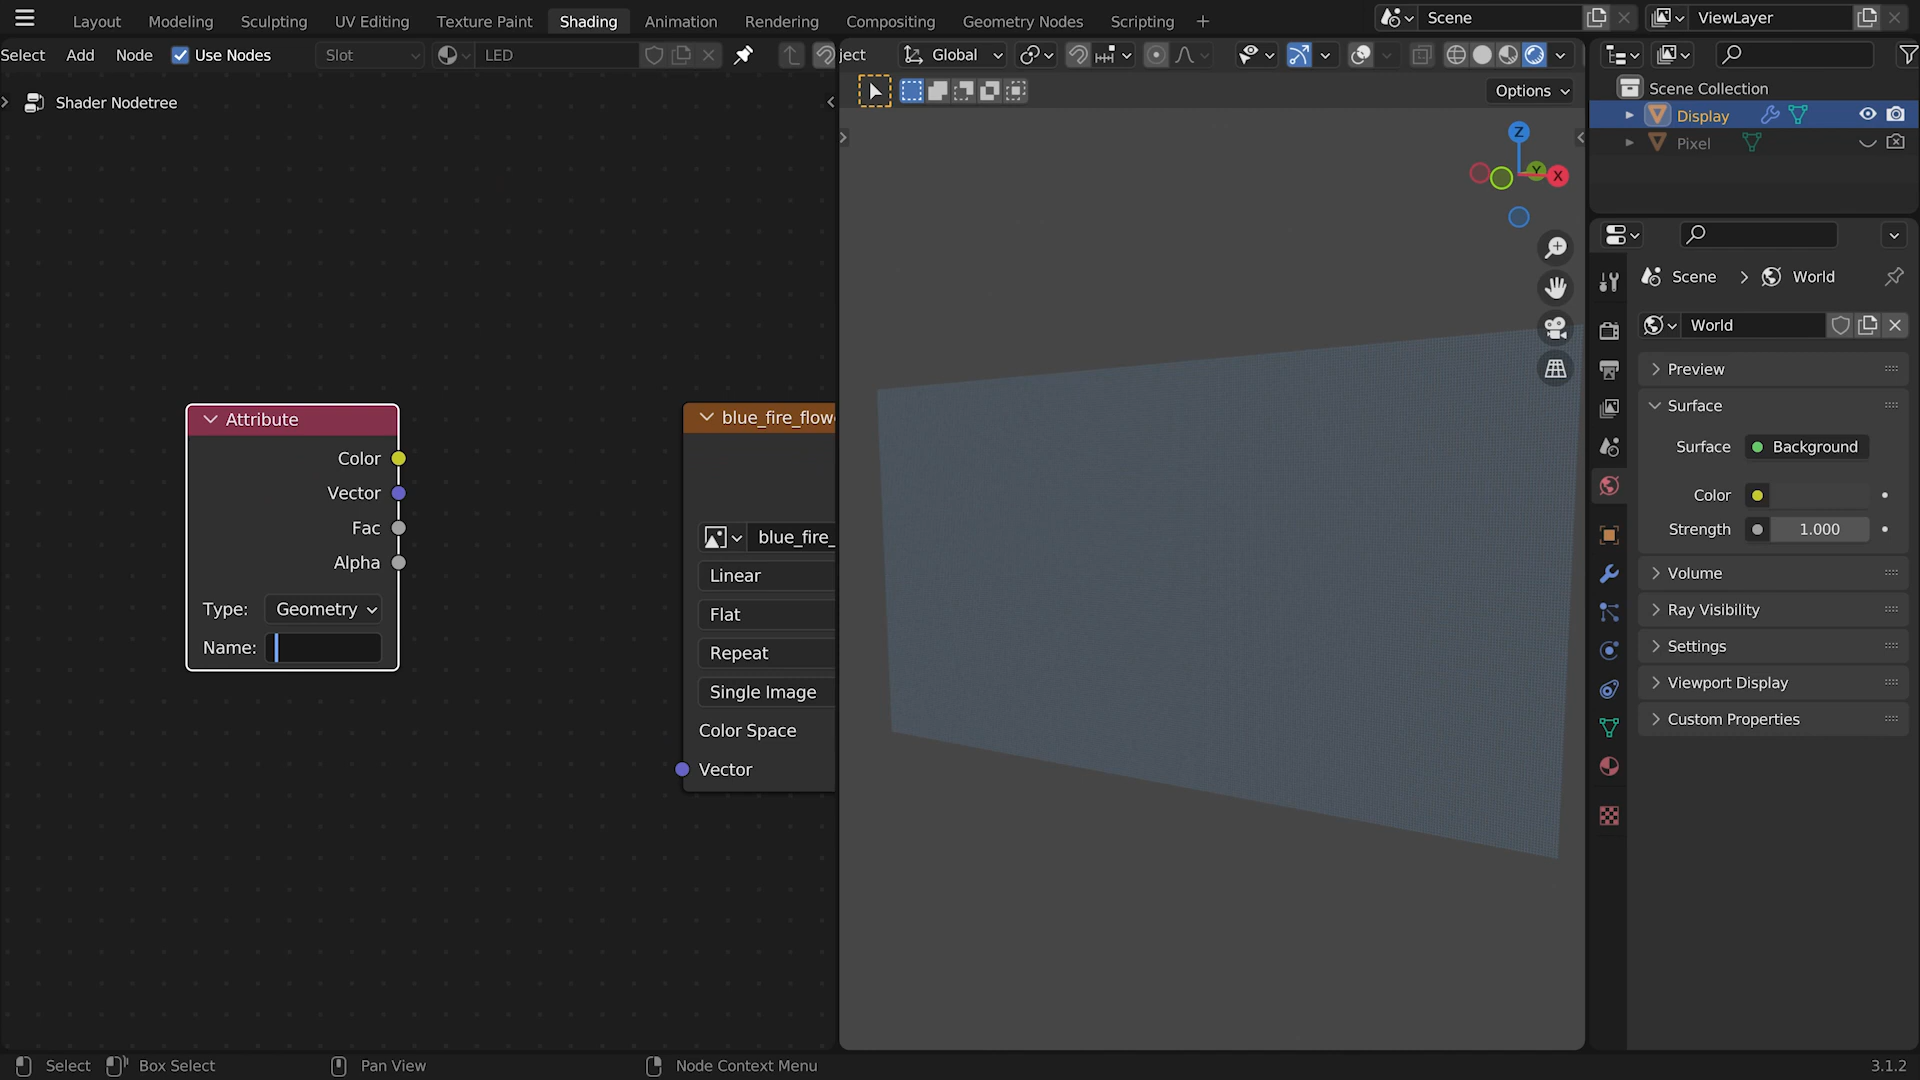 Layout Modeling Sculpting UV Editing Texture Paint Shading Animation Rendering Compositing Geometry Nodes Scripting + Scene ViewLayer
Select Add Node Use Nodes Slot LED ject Global
Options
Shader Nodetree
Scene Collection
Display
Pixel
Z
Y
X
Scene > World
World
Preview
Surface
Surface Background
Color
Strength 1.000
Volume
Ray Visibility
Settings
Viewport Display
Custom Properties
Attribute
Color
Vector
Fac
Alpha
Type: Geometry
Name:
blue_fire_flow
blue_fire_
Linear
Flat
Repeat
Single Image
Color Space
Vector
Select Box Select Pan View Node Context Menu 3.1.2